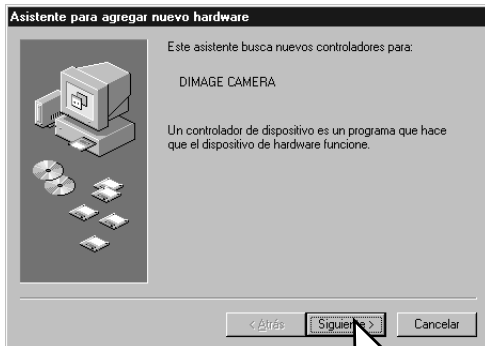 Asistente para agregar nuevo hardware
Este asistente busca nuevos controladores para:
DIMAGE CAMERA
Un controlador de dispositivo es un programa que hace
que el dispositivo de hardware funcione.
< Atrás
Siguiente >
Cancelar